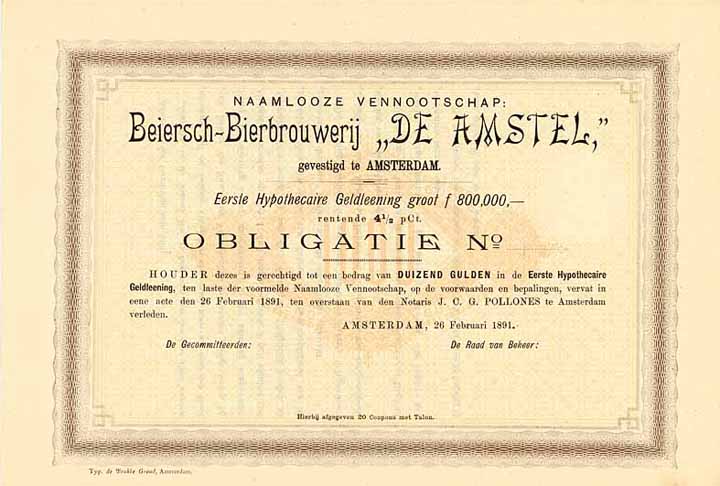 NAAMLOOZE VENNOOTSCHAP:
Beiersch-Bierbrouwerij „DE AMSTEL,”
gevestigd te AMSTERDAM.
Eerste Hypothecaire Geldleening groot f 800,000,—
rentende 4½ pCt.
OBLIGATIE No
HOUDER dezes is gerechtigd tot een bedrag van DUIZEND GULDEN in de Eerste Hypothecaire
Geldleening, ten laste der voormelde Naamlooze Vennootschap, op de voorwaarden en bepalingen, vervat in
eene acte den 26 Februari 1891, ten overstaan van den Notaris J. C. G. POLLONES te Amsterdam
verleden.
AMSTERDAM, 26 Februari 1891.
De Gecommitteerden: De Raad van Beheer:
Hierbij afgegeven 20 Coupons met Talon.
Typ. de Roever Amsterdam.